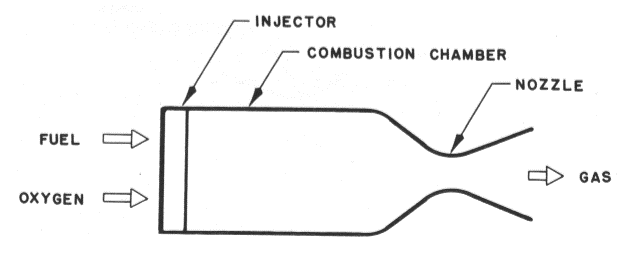 INJECTOR
COMBUSTION CHAMBER
NOZZLE
FUEL
OXYGEN
GAS